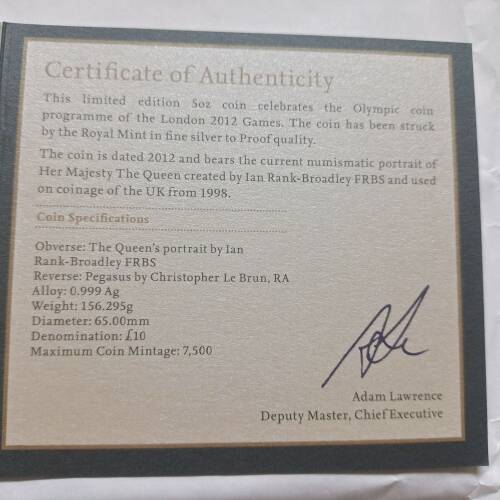 Certificate of Authenticity
This limited edition 5oz coin celebrates the Olympic coin
programme of the London 2012 Games. The coin has been struck
by the Royal Mint in fine silver to Proof quality.
The coin is dated 2012 and bears the current numismatic portrait of
Her Majesty The Queen created by Ian Rank-Broadley FRBS and used
on coinage of the UK from 1998.
Coin Specifications
Obverse: The Queen's portrait by Ian
Rank-Broadley FRBS
Reverse: Pegasus by Christopher Le Brun, RA
Alloy: 0.999 Ag
Weight: 156.295g
Diameter: 65.00mm
Denomination: £10
Maximum Coin Mintage: 7,500
Adam Lawrence
Deputy Master, Chief Executive